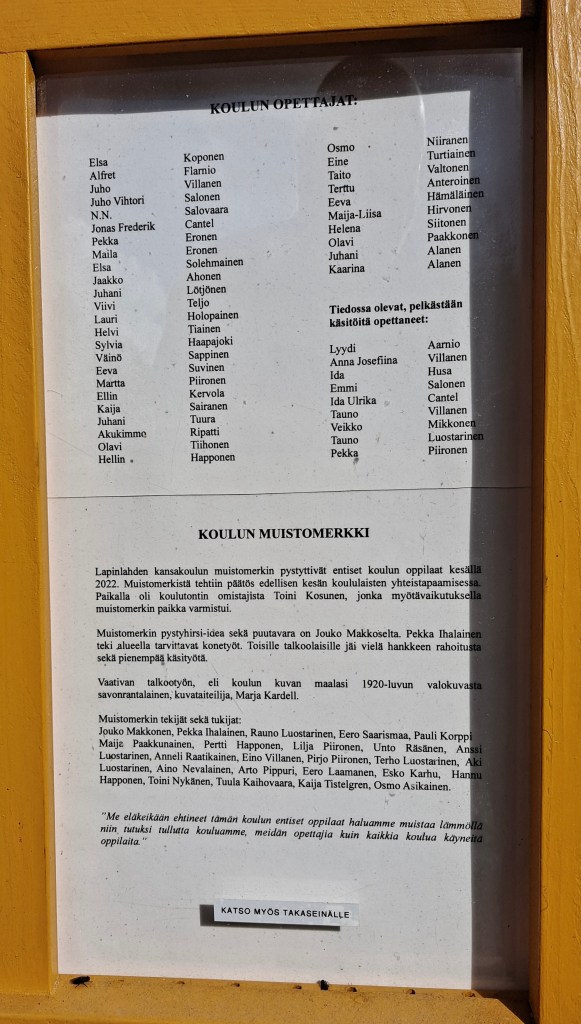 KOULUN OPETTAJAT:
Elsa Koponen
Alfret Flarnio
Juho Villanen
Juho Vihtori Salonen
N.N. Salovaara
Jonas Frederik Cantel
Pekka Eronen
Maila Eronen
Elsa Solehmainen
Jaakko Ahonen
Juhani Lötjönen
Viivi Teljo
Lauri Holopainen
Helvi Tiainen
Sylvia Haapajoki
Väinö Sappinen
Eeva Suvinen
Martta Piironen
Ellin Kervola
Kaija Sairanen
Juhani Tuura
Akukimmo Ripatti
Olavi Tiihonen
Hellin Happonen
Osmo Niiranen
Eine Turtiainen
Taito Valtonen
Terttu Anteroinen
Eeva Hämäläinen
Maija-Liisa Hirvonen
Helena Siitonen
Olavi Paakkonen
Juhani Alanen
Kaarina Alanen
Tiedossa olevat, pelkästään
käsitöitä opettaneet:
Lyydi Aarnio
Anna Josefiina Villanen
Ida Husa
Emmi Salonen
Ida Ulrika Cantel
Tauno Villanen
Veikko Mikkonen
Tauno Luostarinen
Pekka Piironen
KOULUN MUISTOMERKKI
Lapinlahden kansakoulun muistomerkin pystyttivät entiset koulun oppilaat kesällä
2022. Muistomerkistä tehtiin päätös edellisen kesän koululaisten yhteistapaamisessa.
Paikalla oli koulutontin omistajista Toini Kosunen, jonka myötävaikutuksella
muistomerkin paikka varmistui.
Muistomerkin pystyhirsi-idea sekä puutavara on Jouko Makkoselta. Pekka Ihalainen
teki alueella tarvittavat konetyöt. Toisille talkoolaisille jäi vielä hankkeen rahoitusta
sekä pienempää käsityötä.
Vaativan talkootyön, eli koulun kuvan maalasi 1920-luvun valokuvasta
savonrantalainen, kuvataiteilija, Marja Kardell.
Muistomerkin tekijät sekä tukijat:
Jouko Makkonen, Pekka Ihalainen, Rauno Luostarinen, Eero Saarismaa, Pauli Korppi
Maija Paakkunainen, Pertti Happonen, Lilja Piironen, Unto Räsänen, Anssi
Luostarinen, Anneli Raatikainen, Eino Villanen, Pirjo Piironen, Terho Luostarinen, Aki
Luostarinen, Aino Nevalainen, Arto Pippuri, Eero Laamanen, Esko Karhu, Hannu
Happonen, Toini Nykänen, Tuula Kaihovaara, Kaija Tistelgren, Osmo Asikainen.
"Me eläkeikään ehtineet tämän koulun entiset oppilaat haluamme muistaa lämmöllä
niin tutuksi tullutta kouluamme, meidän opettajia kuin kaikkia koulua käyneitä
oppilaita."
KATSO MYÖS TAKASEINÄLLE